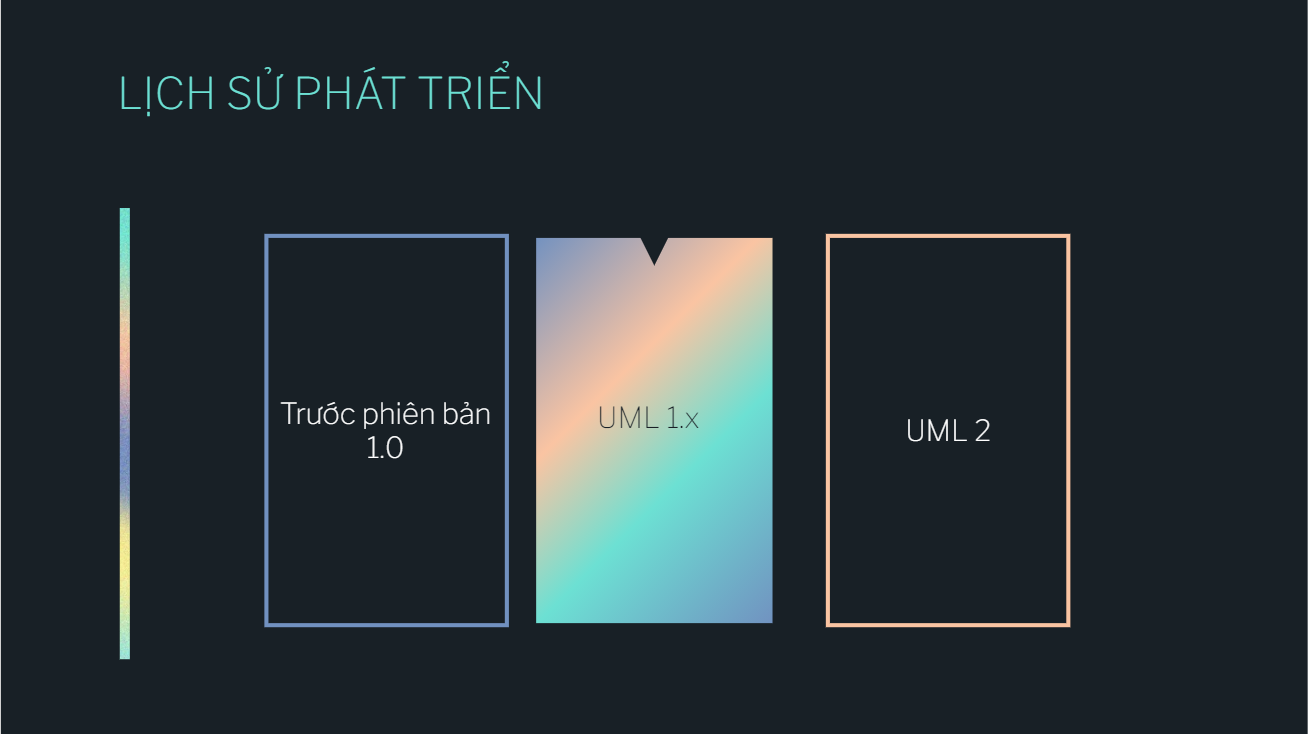 LỊCH SỬ PHÁT TRIỂN
Trước phiên bản
1.0
UML 1.x
UML 2